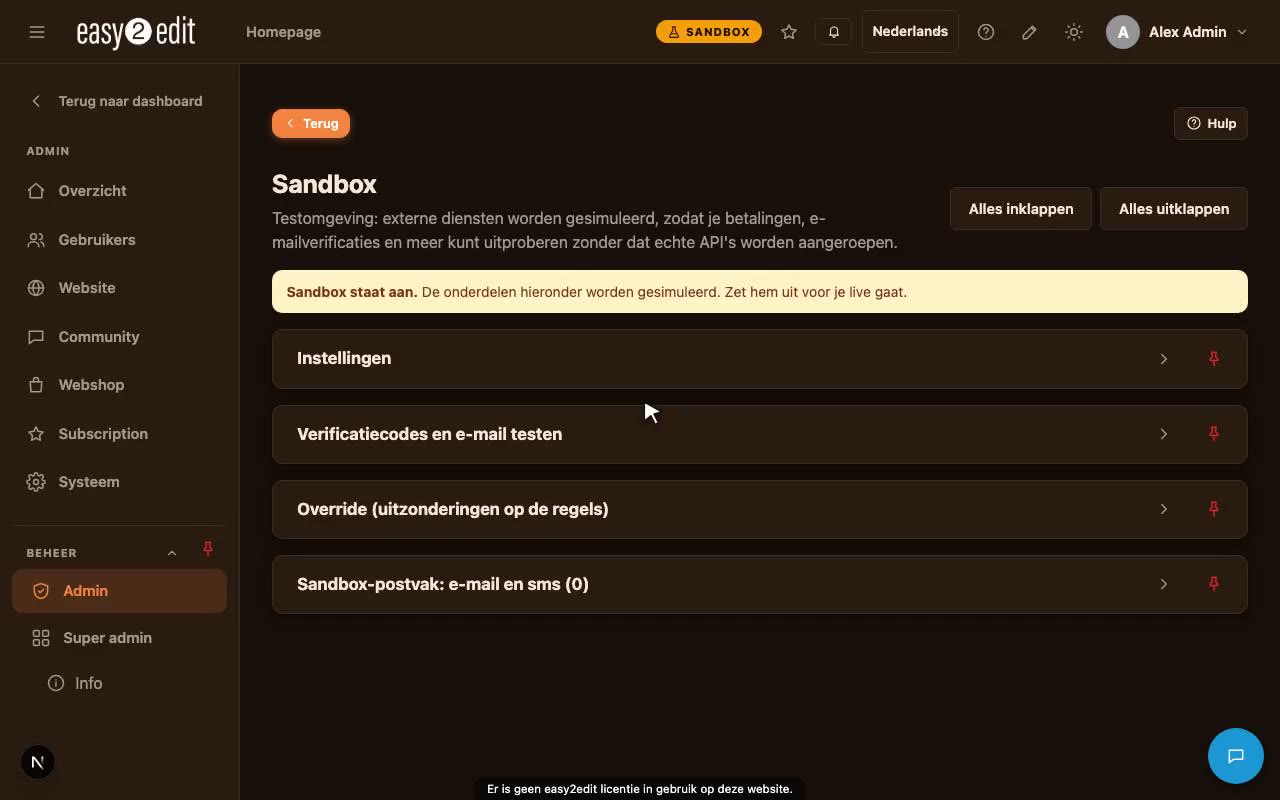 easy2edit
Homepage
SANDBOX
Nederlands
A
Alex Admin
Terug naar dashboard
ADMIN
Overzicht
Gebruikers
Website
Community
Webshop
Subscription
Systeem
BEHEER
Admin
Super admin
Info
N
Terug
Hulp
Sandbox
Testomgeving: externe diensten worden gesimuleerd, zodat je betalingen, e-
mailverificaties en meer kunt uitproberen zonder dat echte API's worden aangeroepen.
Alles inklappen
Alles uitklappen
Sandbox staat aan. De onderdelen hieronder worden gesimuleerd. Zet hem uit voor je live gaat.
Instellingen
Verificatiecodes en e-mail testen
Override (uitzonderingen op de regels)
Sandbox-postvak: e-mail en sms (0)
Er is geen easy2edit licentie in gebruik op deze website.